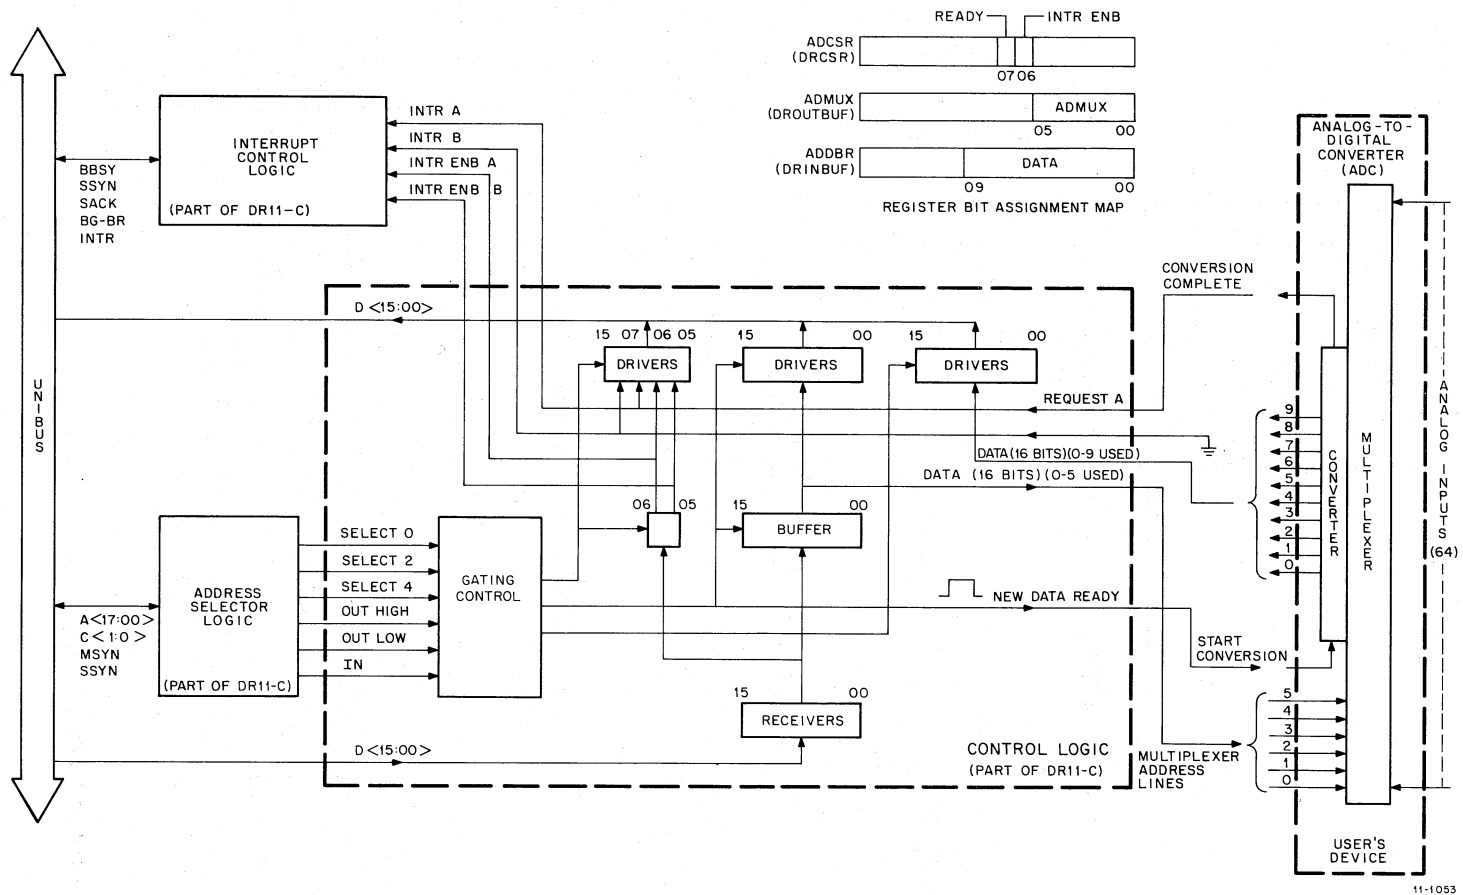 READY
INTR ENB
ADCSR
(DRCSR)
07 06
ADMUX
(DROUTBUF)
ADMUX
05
00
ADDBR
(DRINBUF)
DATA
09
00
REGISTER BIT ASSIGNMENT MAP
INTERRUPT
CONTROL
LOGIC
(PART OF DR11-C)
INTR A
INTR B
INTR ENB A
INTR ENB B
BBSY
SSYN
SACK
BG-BR
INTR
UNIBUS
D <15:00>
15 07 06 05
DRIVERS
15
00
DRIVERS
15
00
DRIVERS
REQUEST A
DATA (16 BITS) (0-9 USED)
DATA (16 BITS) (0-5 USED)
06
05
15
00
BUFFER
ADDRESS
SELECTOR
LOGIC
(PART OF DR11-C)
A<17:00>
C<1:0>
MSYN
SSYN
SELECT 0
SELECT 2
SELECT 4
OUT HIGH
OUT LOW
IN
GATING
CONTROL
NEW DATA READY
15
00
RECEIVERS
D<15:00>
CONTROL LOGIC
(PART OF DR11-C)
CONVERSION
COMPLETE
START
CONVERSION
MULTIPLEXER
ADDRESS
LINES
ANALOG-TO-
DIGITAL
CONVERTER
(ADC)
9
8
7
6
5
4
3
2
1
0
CONVERTER
MULTIPLEXER
5
4
3
2
1
0
ANALOG INPUTS
(64)
USER'S
DEVICE
11-1053